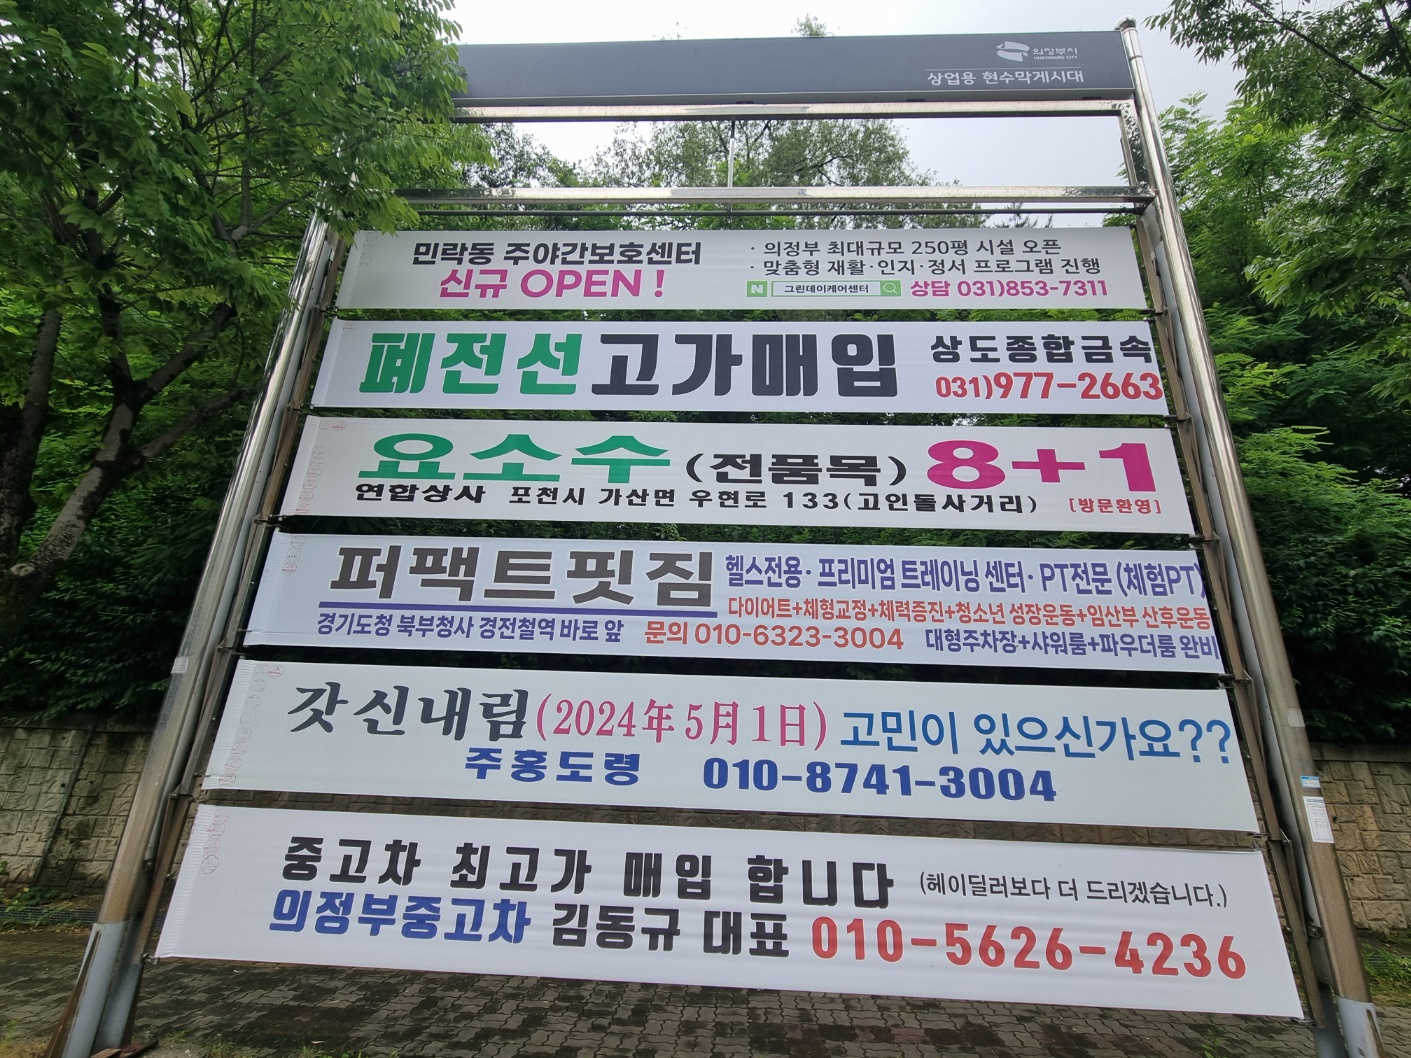 의정부시
UIJEONGBU CITY
상업용 현수막게시대
민락동 주야간보호센터
신규 OPEN !
· 의정부 최대규모 250평 시설 오픈
· 맞춤형 재활·인지·정서 프로그램 진행
N 그린데이케어센터 상담 031)853-7311
폐전선고가매입
상도종합금속
031)977-2663
요소수(전품목) 8+1
연합상사 포천시 가산면 우현로 133(고인돌사거리) [방문환영]
퍼팩트핏짐
헬스전용· 프리미엄 트레이닝 센터· PT전문 (체험PT)
다이어트+체형교정+체력증진+청소년 성장운동+임산부 산후운동
경기도청 북부청사 경전철역 바로 앞 문의 010-6323-3004 대형주차장+샤워룸+파우더룸 완비
갓신내림(2024年 5月 1日) 고민이 있으신가요??
주홍도령 010-8741-3004
중고차 최고가 매입 합니다 (헤이딜러보다 더 드리겠습니다.)
의정부중고차 김동규 대표 010-5626-4236